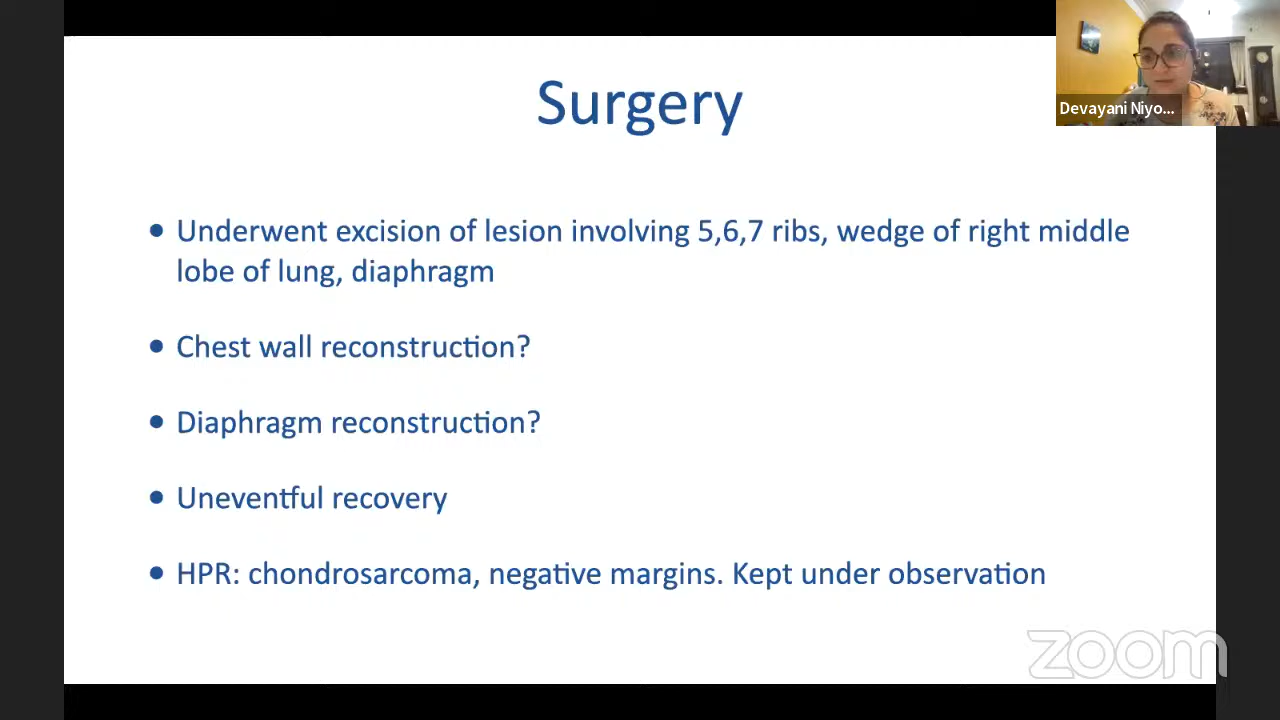 Surgery
Devayani Niyo...
• Underwent excision of lesion involving 5,6,7 ribs, wedge of right middle
lobe of lung, diaphragm
• Chest wall reconstruction?
• Diaphragm reconstruction?
• Uneventful recovery
• HPR: chondrosarcoma, negative margins. Kept under observation
zoom